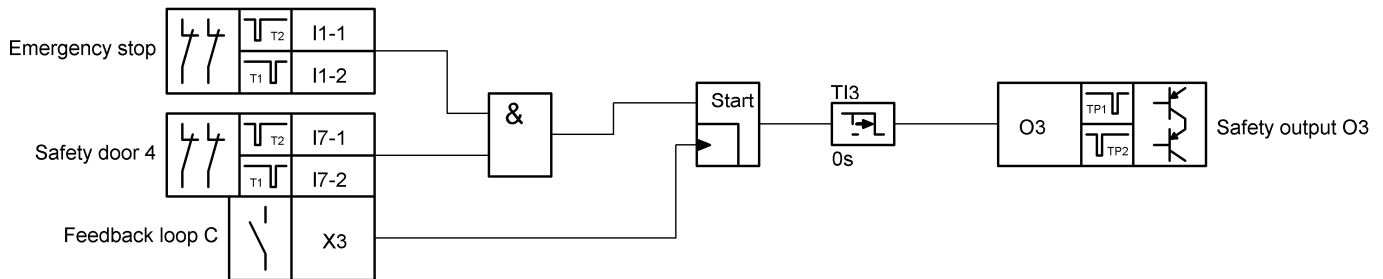 Emergency stop
T2
I1-1
T1
I1-2
Safety door 4
T2
I7-1
T1
I7-2
Feedback loop C
X3
&
Start
TI3
0s
O3
TP1
TP2
Safety output O3